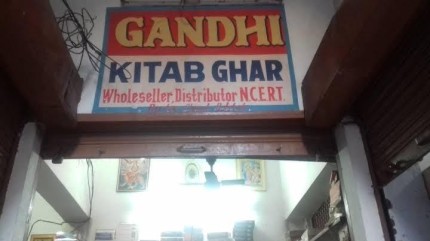 GANDHI
KITAB GHAR
Wholeseller, Distributor NCERT